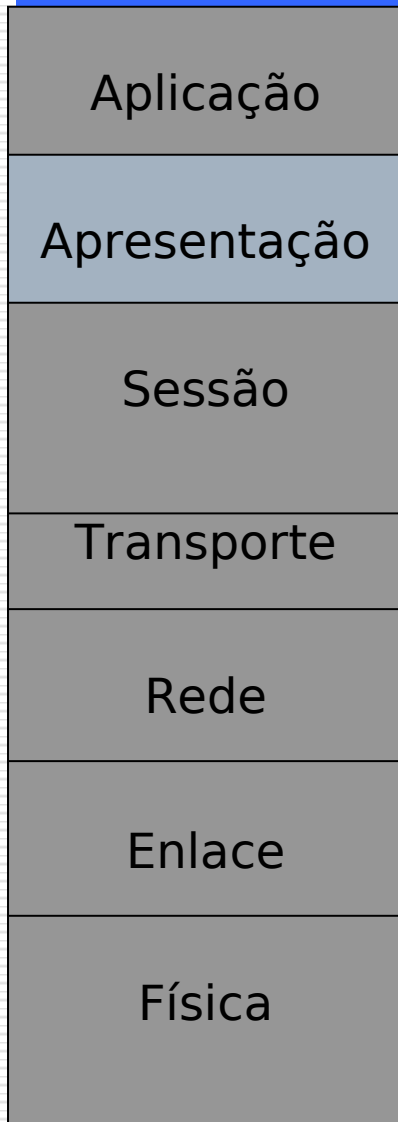 Aplicação
Apresentação
Sessão
Transporte
Rede
Enlace
Física